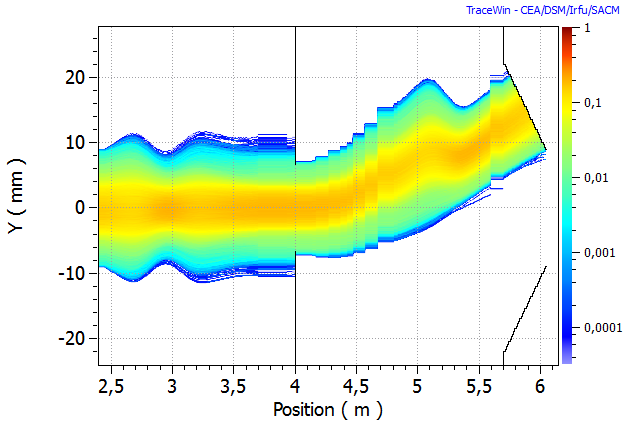 TraceWin - CEA/DSM/Irfu/SACM
1
20
0,1
10
0,01
Y ( mm )
0
0,001
-10
0,0001
-20
2,5 3 3,5 4 4,5 5 5,5 6
Position ( m )